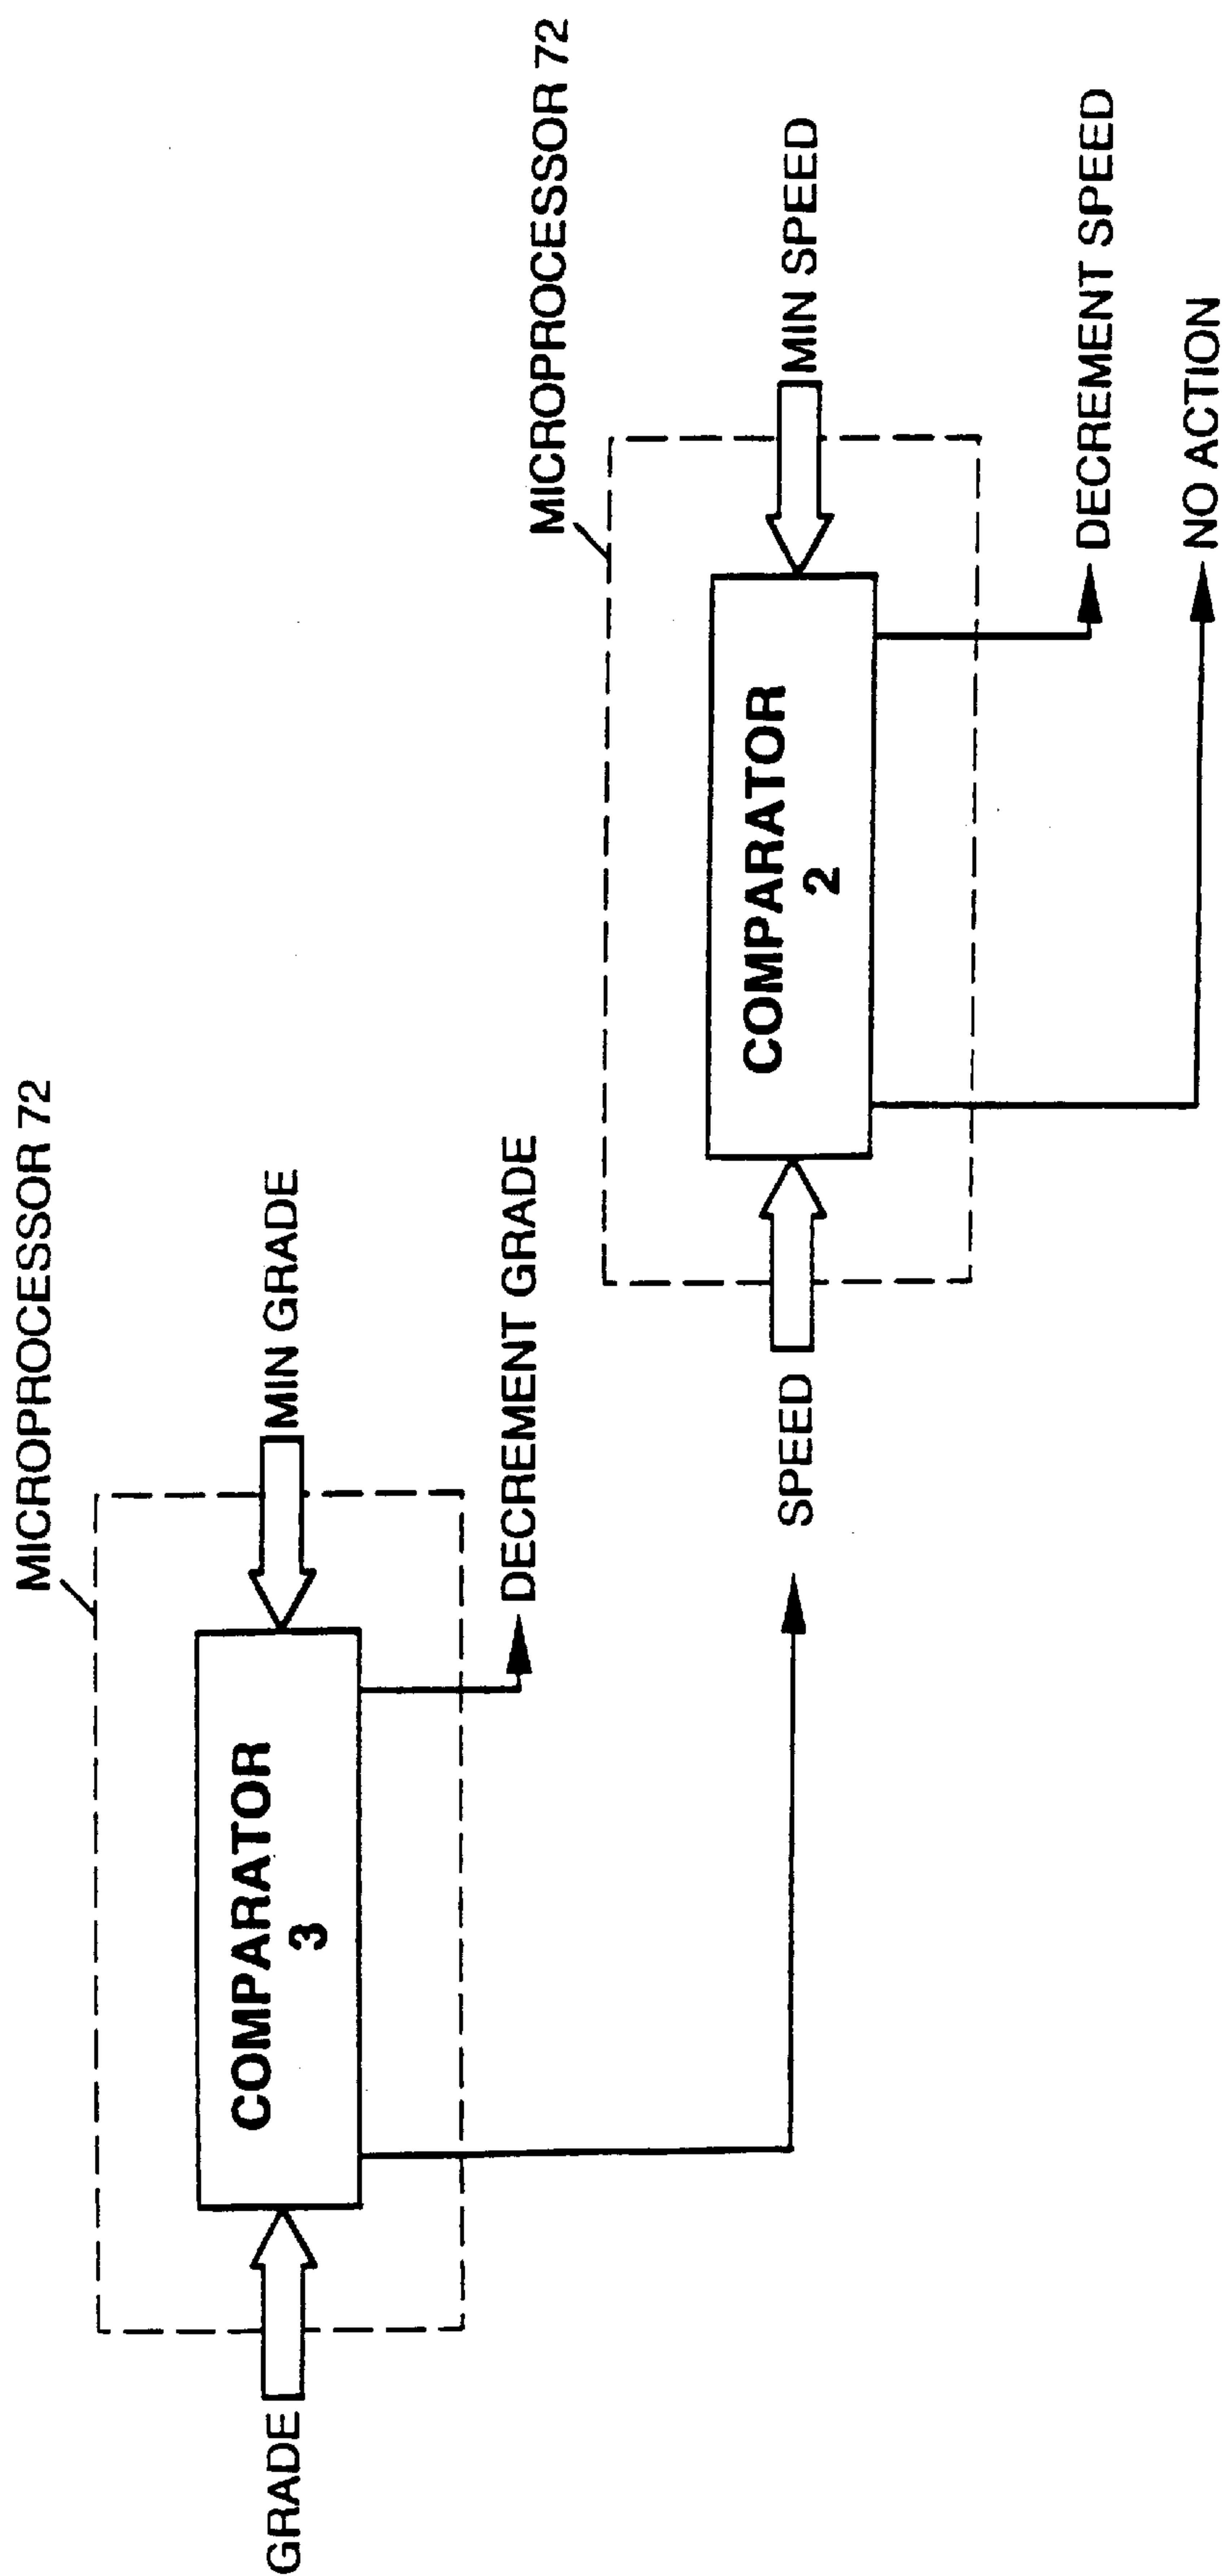 MICROPROCESSOR 72
GRADE
COMPARATOR
3
MIN GRADE
DECREMENT GRADE
MICROPROCESSOR 72
SPEED
COMPARATOR
2
MIN SPEED
DECREMENT SPEED
NO ACTION